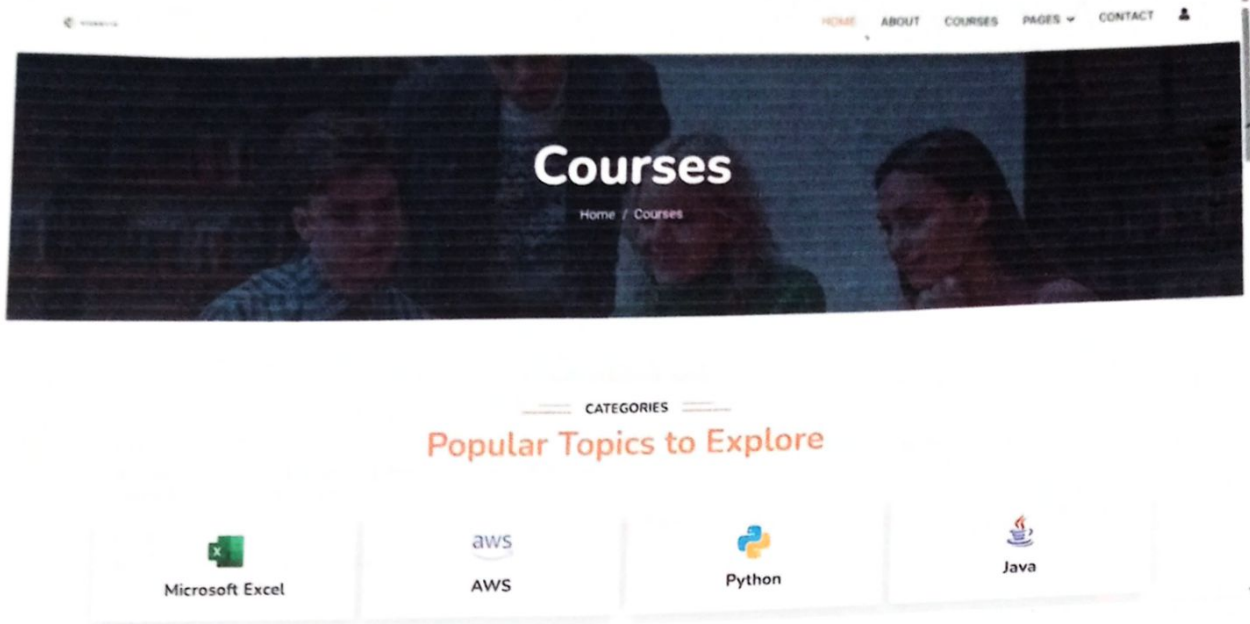 HOME ABOUT COURSES PAGES CONTACT
Courses
Home / Courses
CATEGORIES
Popular Topics to Explore
aws
Microsoft Excel AWS Python Java